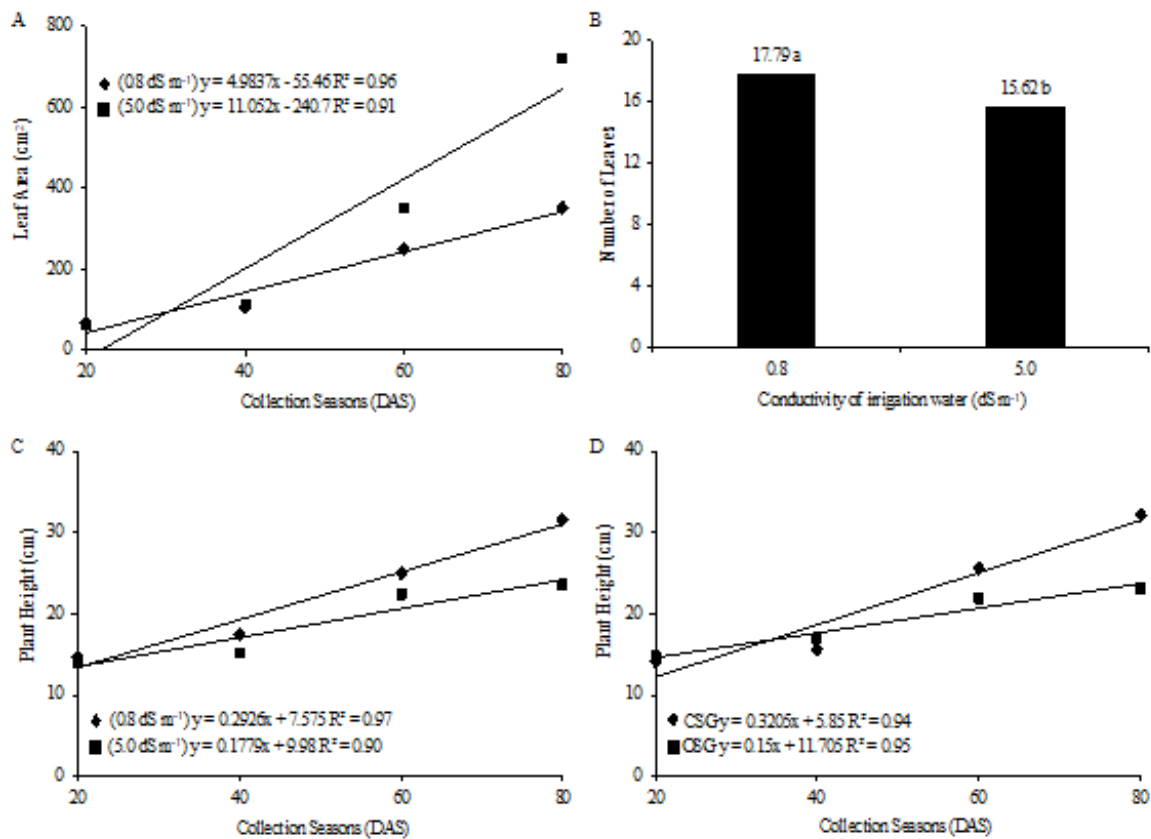 A
800
(0.8 dS m⁻¹) y = 4.9837x - 55.46 R² = 0.96
(5.0 dS m⁻¹) y = 11.052x - 240.7 R² = 0.91
600
400
200
0
20 40 60 80
Leaf Area (cm²)
Collection Seasons (DAS)
B
20
17.79 a
15.62 b
16
12
8
4
0
0.8 5.0
Number of Leaves
Conductivity of irrigation water (dS m⁻¹)
C
40
30
20
10
0
(0.8 dS m⁻¹) y = 0.2926x + 7.575 R² = 0.97
(5.0 dS m⁻¹) y = 0.1779x + 9.98 R² = 0.90
20 40 60 80
Plant Height (cm)
Collection Seasons (DAS)
D
40
30
20
10
0
CSG y = 0.3205x + 5.85 R² = 0.94
OSG y = 0.15x + 11.705 R² = 0.95
20 40 60 80
Plant Height (cm)
Collection Seasons (DAS)